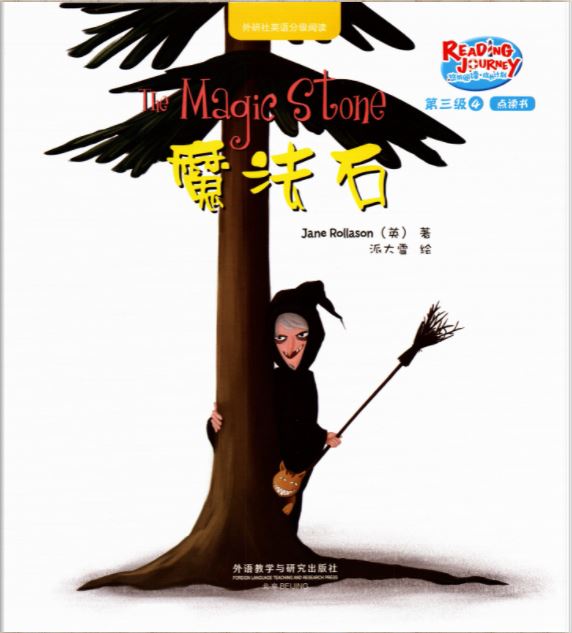 外研社英语分级阅读
READING
JOURNEY
悠游阅读·成长计划
第三级 4 点读书
The Magic Stone
魔法石
Jane Rollason（英） 著
派大雪 绘
外语教学与研究出版社
FOREIGN LANGUAGE TEACHING AND RESEARCH PRESS
北京 BEIJING